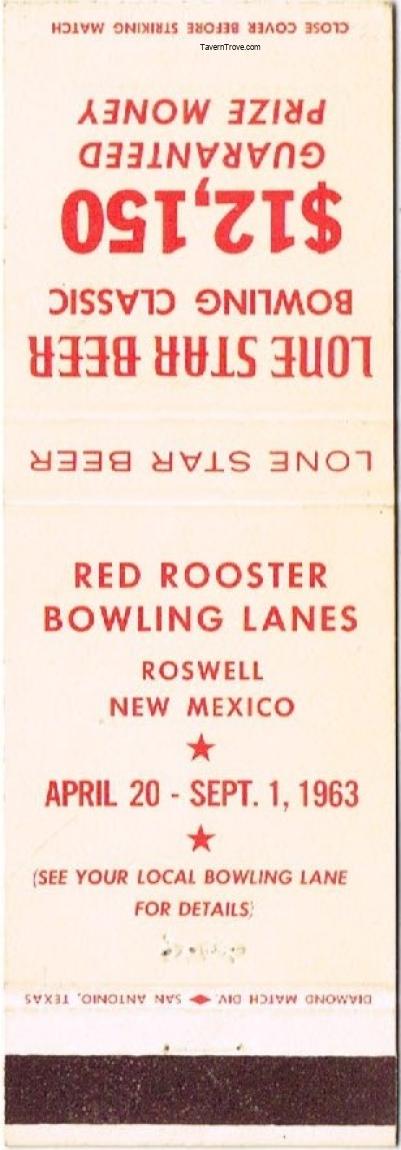 CLOSE COVER BEFORE STRIKING MATCH
TavernTrove.com
LONE STAR BEER
BOWLING CLASSIC
$12,150
GUARANTEED
PRIZE MONEY
LONE STAR BEER
RED ROOSTER
BOWLING LANES
ROSWELL
NEW MEXICO
APRIL 20 - SEPT. 1, 1963
(SEE YOUR LOCAL BOWLING LANE
FOR DETAILS)
DIAMOND MATCH DIV. SAN ANTONIO, TEXAS